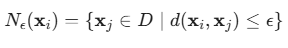 N_ϵ(𝐱_i) = {𝐱_j ∈ D | d(𝐱_i, 𝐱_j) ≤ ϵ}